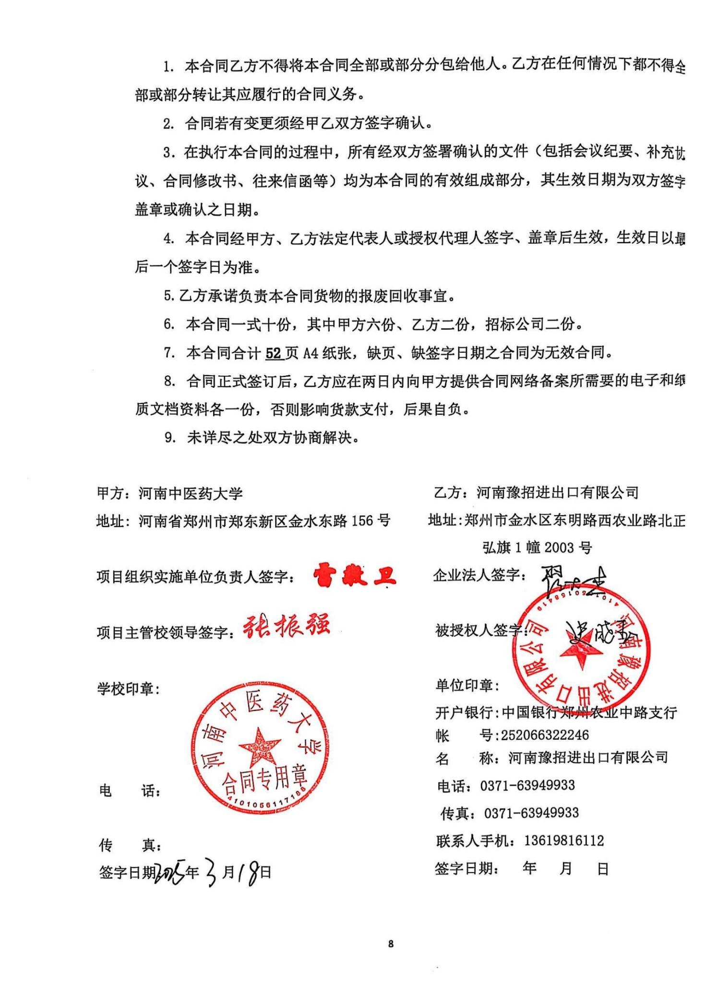 1. 本合同乙方不得将本合同全部或部分分包给他人。乙方在任何情况下都不得全
部或部分转让其应履行的合同义务。
2. 合同若有变更须经甲乙双方签字确认。
3. 在执行本合同的过程中，所有经双方签署确认的文件（包括会议纪要、补充协
议、合同修改书、往来信函等）均为本合同的有效组成部分，其生效日期为双方签字
盖章或确认之日期。
4. 本合同经甲方、乙方法定代表人或授权代理人签字、盖章后生效，生效日以最
后一个签字日为准。
5.乙方承诺负责本合同货物的报废回收事宜。
6. 本合同一式十份，其中甲方六份、乙方二份，招标公司二份。
7. 本合同合计 52 页 A4 纸张，缺页、缺签字日期之合同为无效合同。
8. 合同正式签订后，乙方应在两日内向甲方提供合同网络备案所需要的电子和纸
质文档资料各一份，否则影响货款支付，后果自负。
9. 未详尽之处双方协商解决。
甲方：河南中医药大学
地址：河南省郑州市郑东新区金水东路 156 号
项目组织实施单位负责人签字：雷敬卫
项目主管校领导签字：张振强
学校印章：
河南中医药大学
合同专用章
4101056117188
电 话：
传 真：
签字日期 2025年 3 月 18 日
乙方：河南豫招进出口有限公司
地址:郑州市金水区东明路西农业路北正
弘旗 1 幢 2003 号
企业法人签字：
被授权人签字：
河南豫招进出口有限公司
单位印章：
开户银行:中国银行郑州农业中路支行
帐 号:252066322246
名 称：河南豫招进出口有限公司
电话：0371-63949933
传真：0371-63949933
联系人手机：13619816112
签字日期： 年 月 日
8